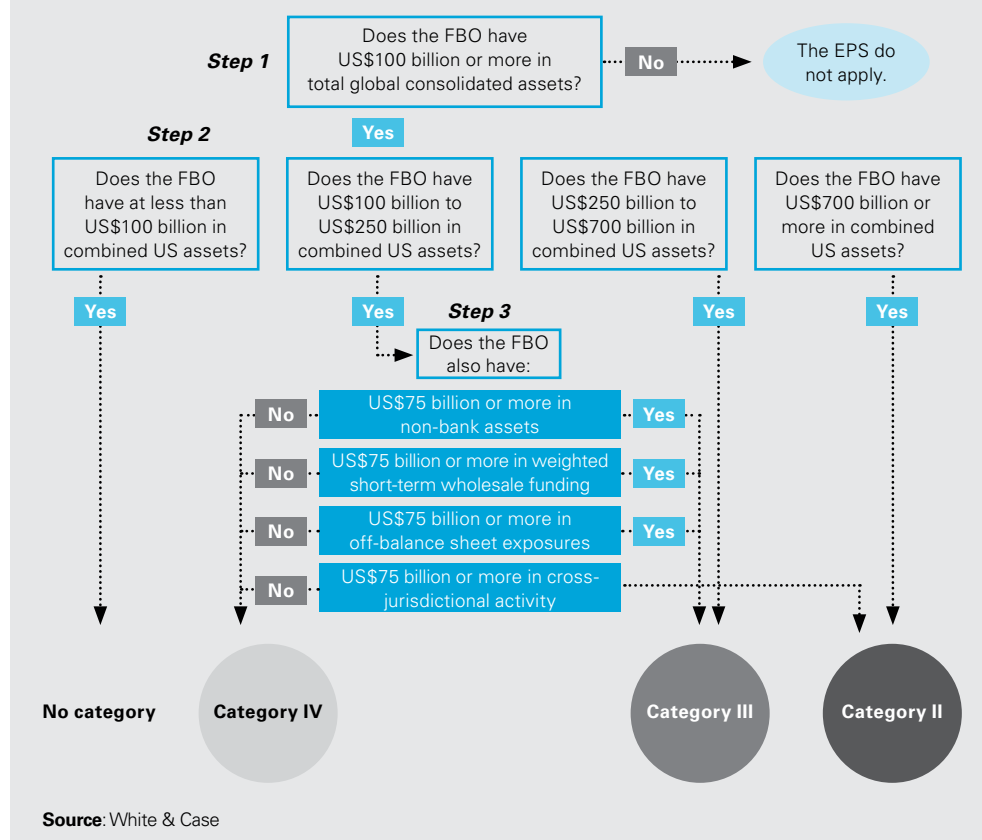 Step 1
Does the FBO have
US$100 billion or more in
total global consolidated assets?
No
The EPS do
not apply.
Yes
Step 2
Does the FBO
have at less than
US$100 billion in
combined US assets?
Does the FBO have
US$100 billion to
US$250 billion in
combined US assets?
Does the FBO have
US$250 billion to
US$700 billion in
combined US assets?
Does the FBO have
US$700 billion or
more in combined
US assets?
Yes
Yes
Yes
Yes
Step 3
Does the FBO
also have:
No
US$75 billion or more in
non-bank assets
Yes
No
US$75 billion or more in weighted
short-term wholesale funding
Yes
No
US$75 billion or more in
off-balance sheet exposures
Yes
No
US$75 billion or more in cross-
jurisdictional activity
No category
Category IV
Category III
Category II
Source: White & Case